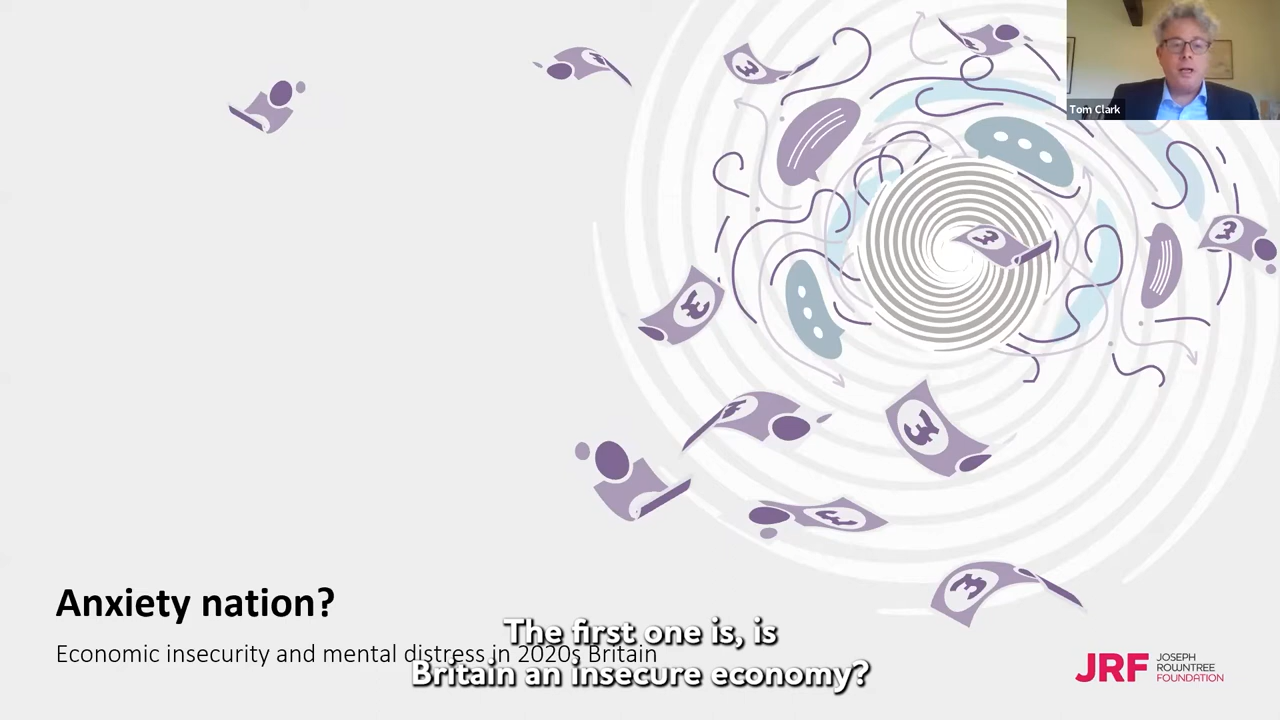 Tom Clark
Anxiety nation?
Economic insecurity and mental distress in 2020s Britain
The first one is, is
Britain an insecure economy?
JRF
JOSEPH
ROWNTREE
FOUNDATION